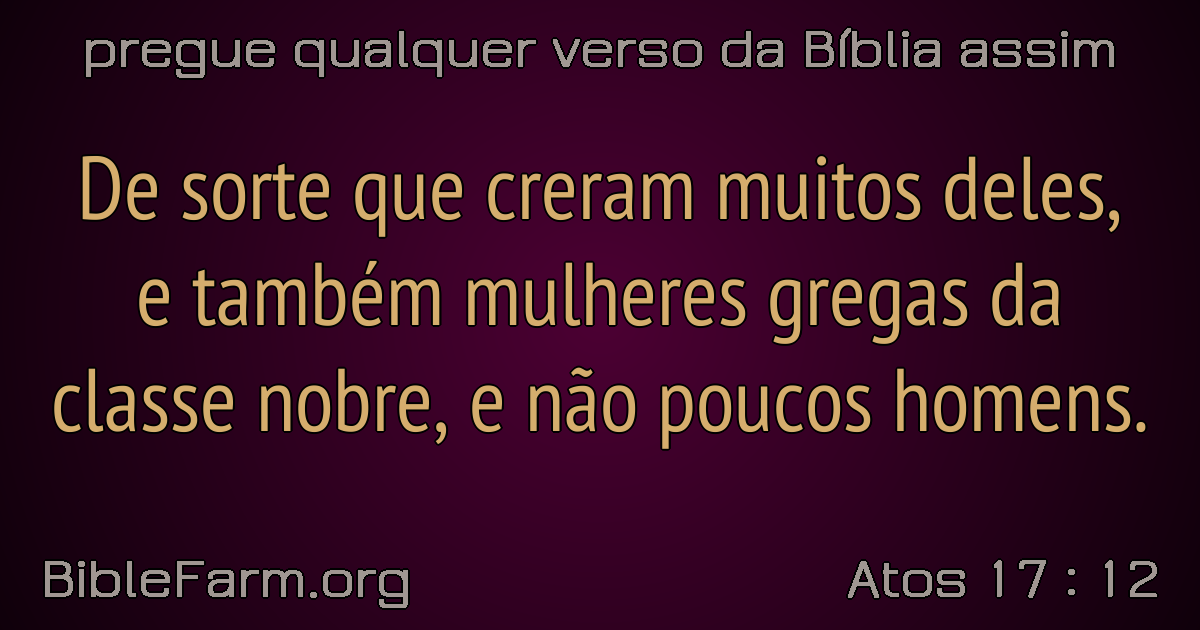 pregue qualquer verso da Bíblia assim
De sorte que creram muitos deles,
e também mulheres gregas da
classe nobre, e não poucos homens.
BibleFarm.org
Atos 17 : 12